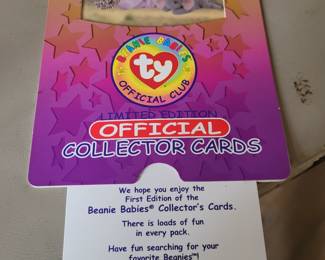 BEANIE BABIES
ty
OFFICIAL CLUB
LIMITED EDITION
OFFICIAL
COLLECTOR CARDS
We hope you enjoy the
First Edition of the
Beanie Babies® Collector's Cards.
There is loads of fun
in every pack.
Have fun searching for your
favorite Beanies™!